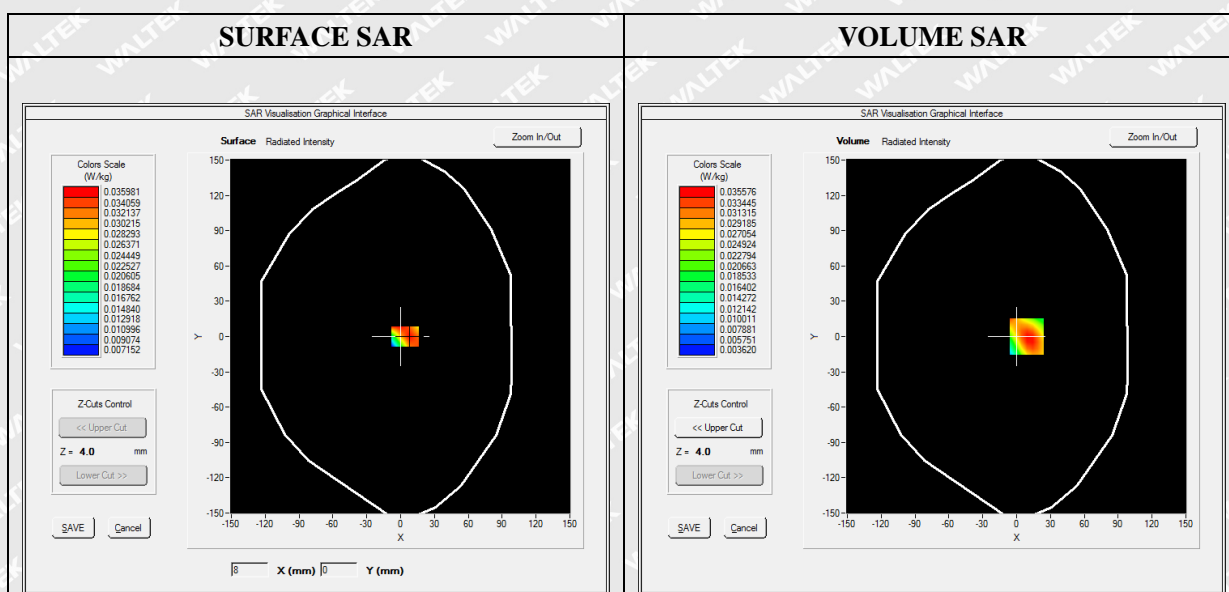 SURFACE SAR
VOLUME SAR
SAR Visualisation Graphical Interface
Surface Radiated Intensity
Zoom In/Out
Colors Scale
(W/kg)
0.035981
0.034059
0.032137
0.030215
0.028293
0.026371
0.024449
0.022527
0.020605
0.018684
0.016762
0.014840
0.012918
0.010996
0.009074
0.007152
Z-Cuts Control
<< Upper Cut
Z = 4.0 mm
Lower Cut >>
SAVE Cancel
150
120
90
60
30
0
-30
-60
-90
-120
-150
Y
-150 -120 -90 -60 -30 0 30 60 90 120 150
X
8 X (mm) 0 Y (mm)
SAR Visualisation Graphical Interface
Volume Radiated Intensity
Zoom In/Out
Colors Scale
(W/kg)
0.035576
0.033445
0.031315
0.029185
0.027054
0.024924
0.022794
0.020663
0.018533
0.016402
0.014272
0.012142
0.010011
0.007881
0.005751
0.003620
Z-Cuts Control
<< Upper Cut
Z = 4.0 mm
Lower Cut >>
SAVE Cancel
150
120
90
60
30
0
-30
-60
-90
-120
-150
Y
-150 -120 -90 -60 -30 0 30 60 90 120 150
X
WALTEK